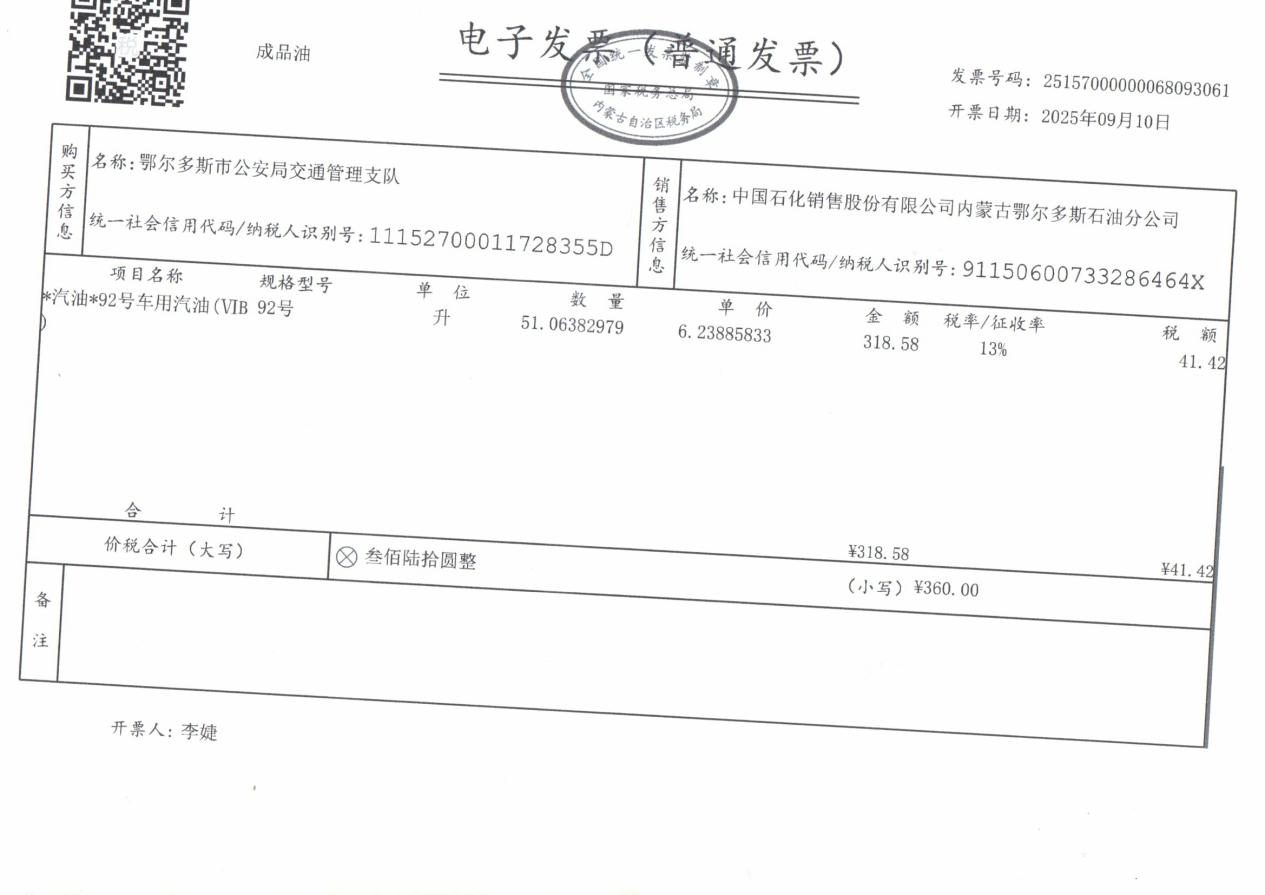 税
成品油
电子发票（普通发票）
全国统一发票监制章
国家税务总局
内蒙古自治区税务局
发票号码：25157000000068093061
开票日期：2025年09月10日
购买方信息
名称：鄂尔多斯市公安局交通管理支队
统一社会信用代码/纳税人识别号：11152700011728355D
销售方信息
名称：中国石化销售股份有限公司内蒙古鄂尔多斯石油分公司
统一社会信用代码/纳税人识别号：91150600733286464X
项目名称 规格型号 单 位 数 量 单 价 金 额 税率/征收率 税 额
*汽油*92号车用汽油(VIB 92号 升 51.06382979 6.23885833 318.58 13% 41.42
)
合 计 ¥318.58 ¥41.42
价税合计（大写） ⊗ 叁佰陆拾圆整 （小写）¥360.00
备注
开票人：李婕